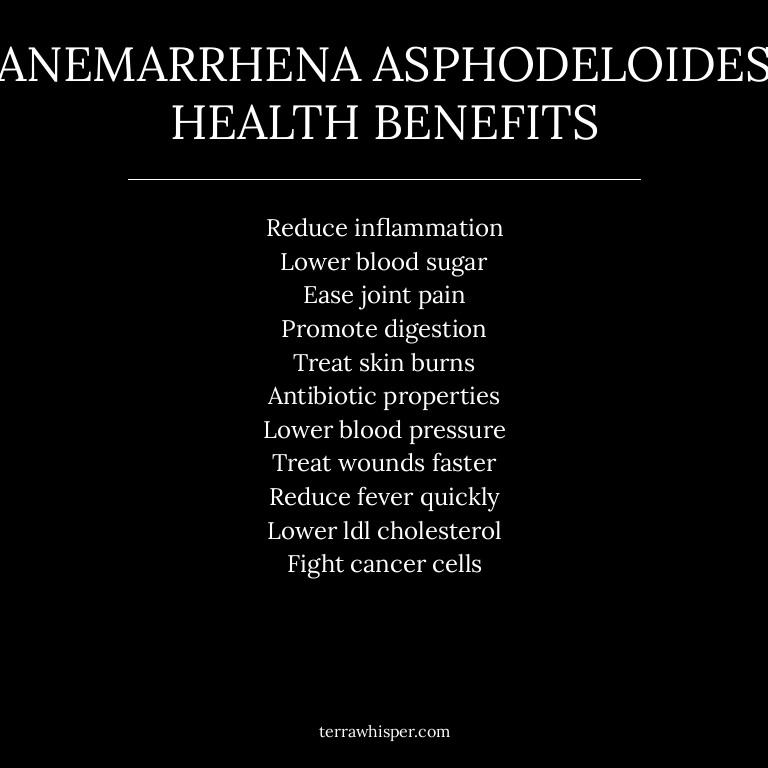 ANEMARRHENA ASPHODELOIDES
HEALTH BENEFITS
Reduce inflammation
Lower blood sugar
Ease joint pain
Promote digestion
Treat skin burns
Antibiotic properties
Lower blood pressure
Treat wounds faster
Reduce fever quickly
Lower ldl cholesterol
Fight cancer cells
terrawhisper.com